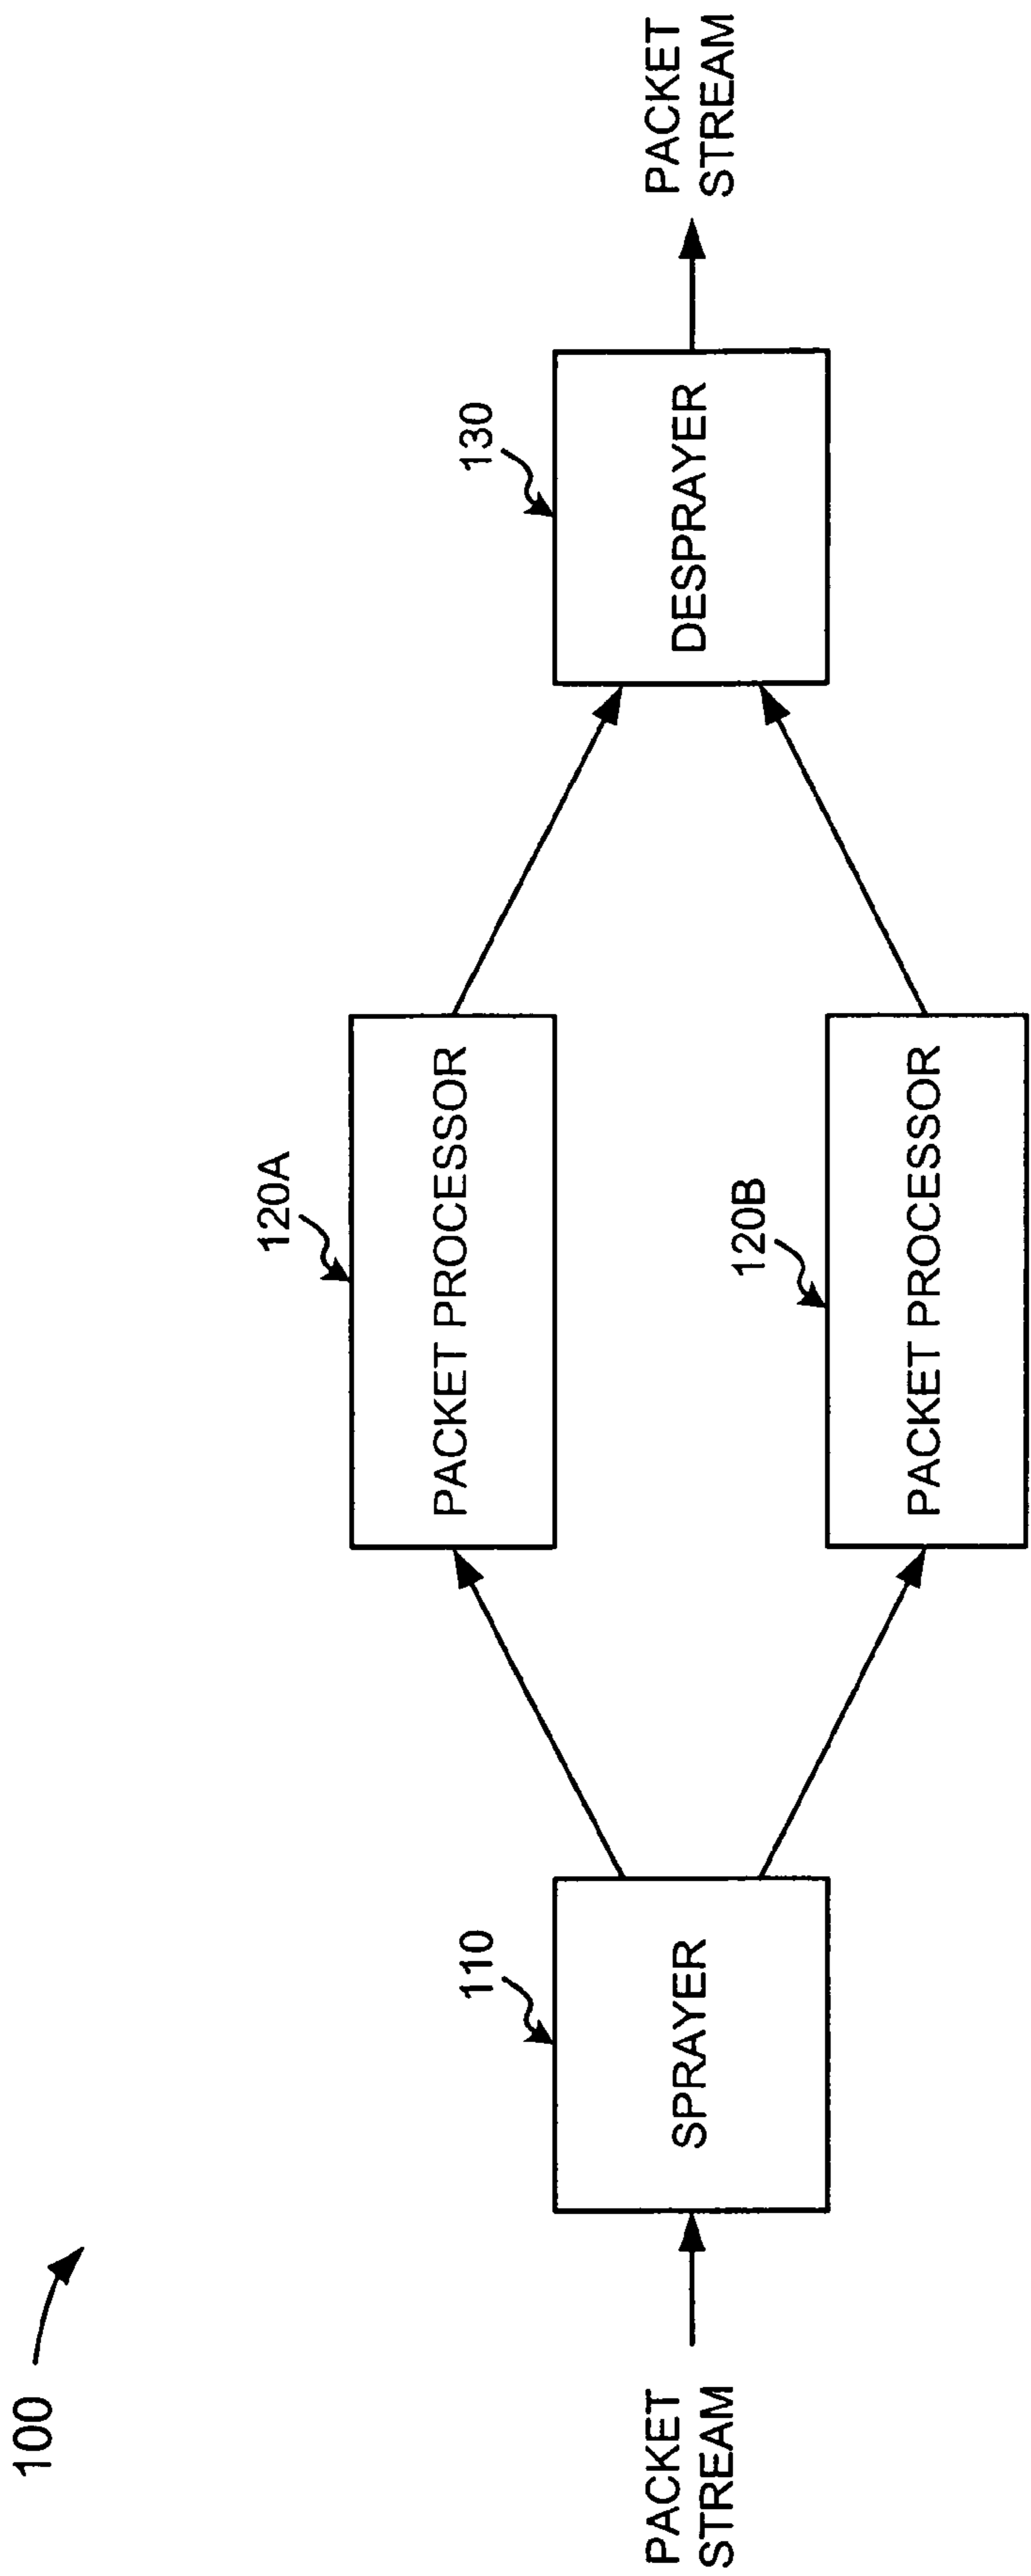 100
PACKET
STREAM
110
SPRAYER
120A
PACKET PROCESSOR
120B
PACKET PROCESSOR
130
DESPRAYER
PACKET
STREAM